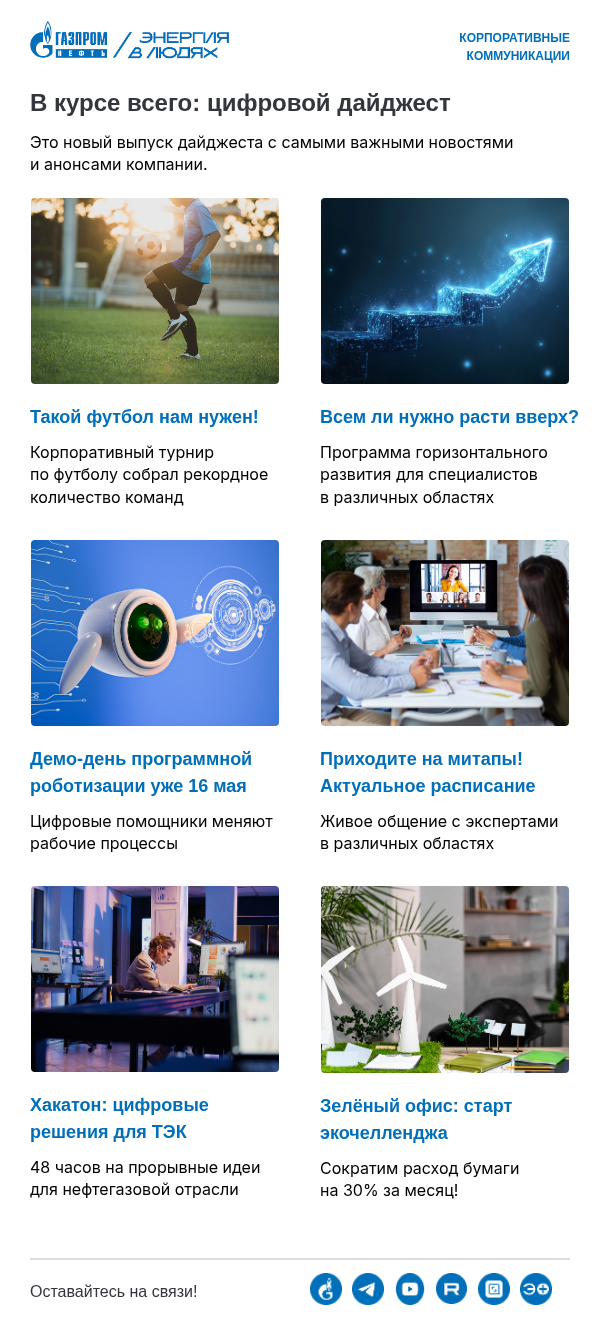 ГАЗПРОМ
НЕФТЬ
ЭНЕРГИЯ
В ЛЮДЯХ
КОРПОРАТИВНЫЕ
КОММУНИКАЦИИ
В курсе всего: цифровой дайджест
Это новый выпуск дайджеста с самыми важными новостями
и анонсами компании.
Такой футбол нам нужен!
Корпоративный турнир
по футболу собрал рекордное
количество команд
Всем ли нужно расти вверх?
Программа горизонтального
развития для специалистов
в различных областях
Демо-день программной
роботизации уже 16 мая
Цифровые помощники меняют
рабочие процессы
Приходите на митапы!
Актуальное расписание
Живое общение с экспертами
в различных областях
Хакатон: цифровые
решения для ТЭК
48 часов на прорывные идеи
для нефтегазовой отрасли
Зелёный офис: старт
экочелленджа
Сократим расход бумаги
на 30% за месяц!
Оставайтесь на связи!
Э+